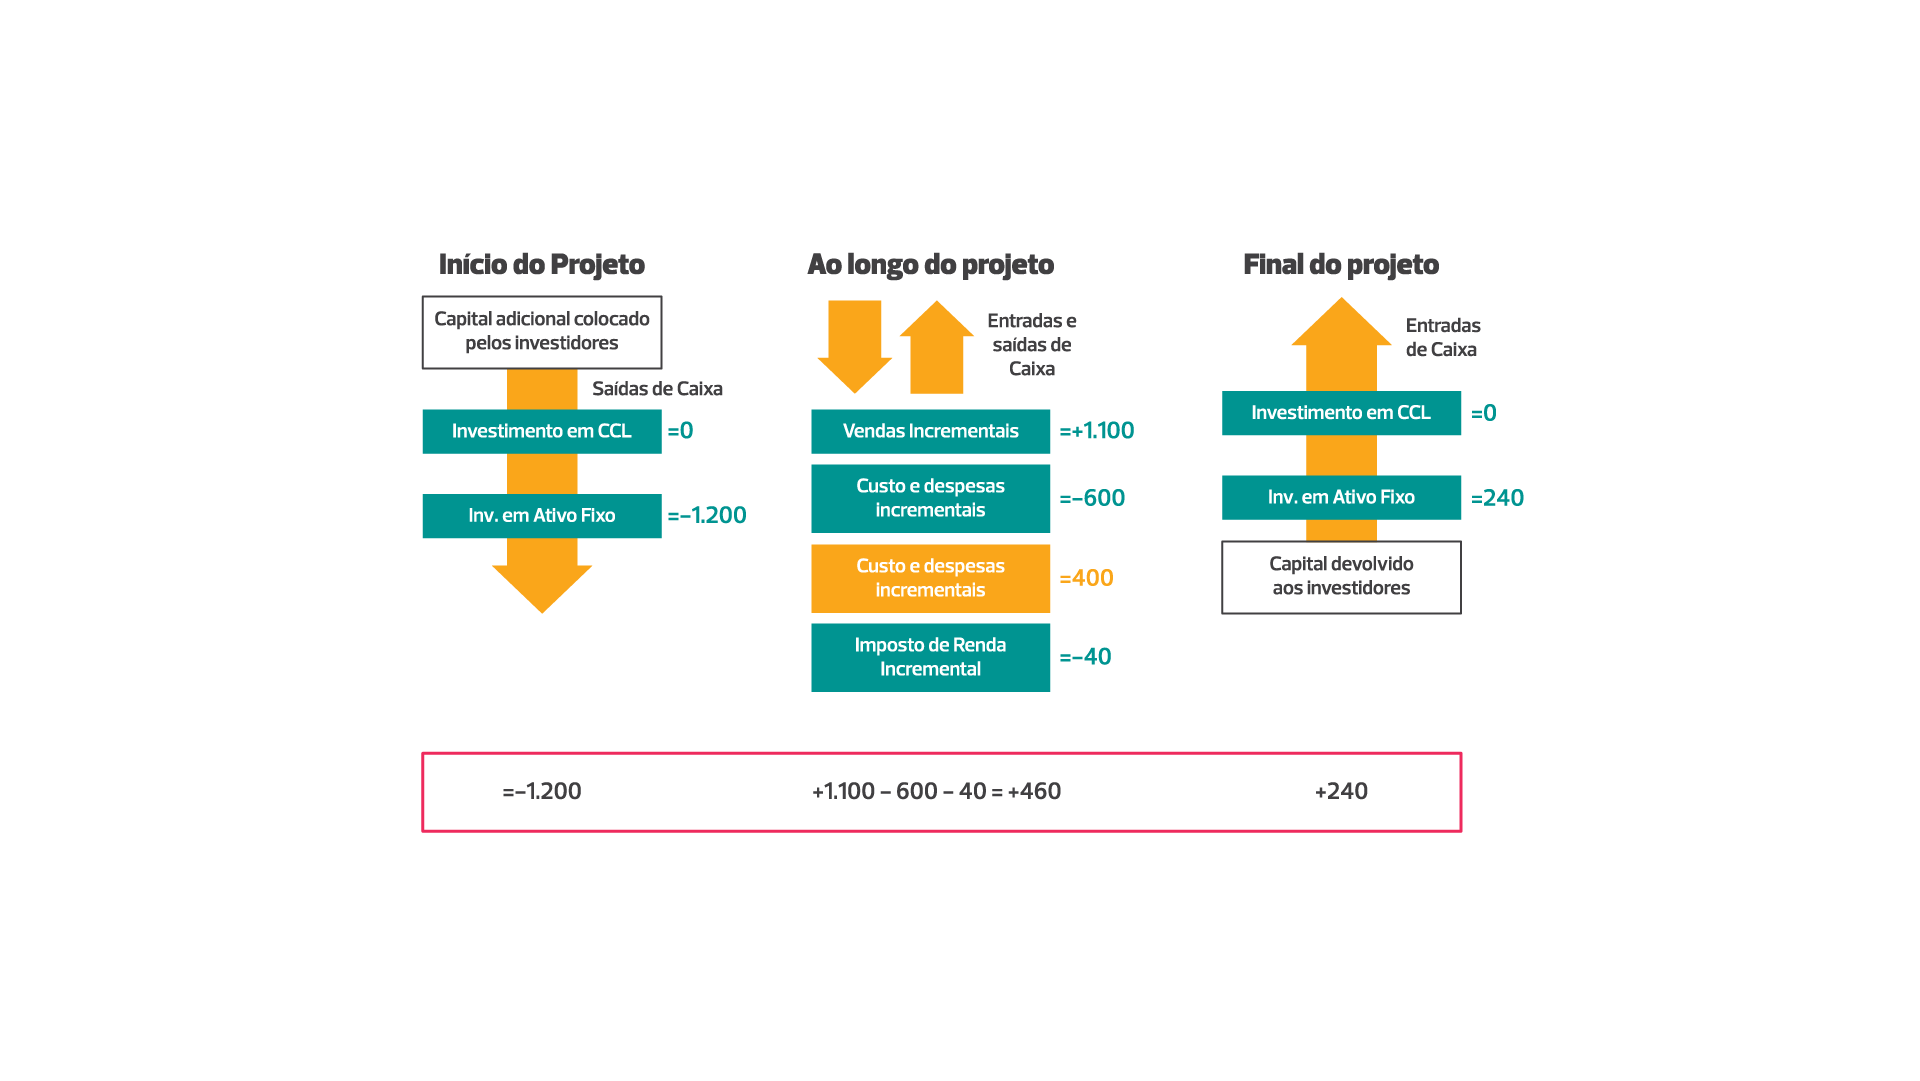 Início do Projeto
Capital adicional colocado
pelos investidores
Saídas de Caixa
Investimento em CCL
=0
Inv. em Ativo Fixo
=–1.200
Ao longo do projeto
Entradas e
saídas de
Caixa
Vendas Incrementais
=+1.100
Custo e despesas
incrementais
=–600
Custo e despesas
incrementais
=400
Imposto de Renda
Incremental
=–40
Final do projeto
Entradas
de Caixa
Investimento em CCL
=0
Inv. em Ativo Fixo
=240
Capital devolvido
aos investidores
=–1.200
+1.100 – 600 – 40 = +460
+240